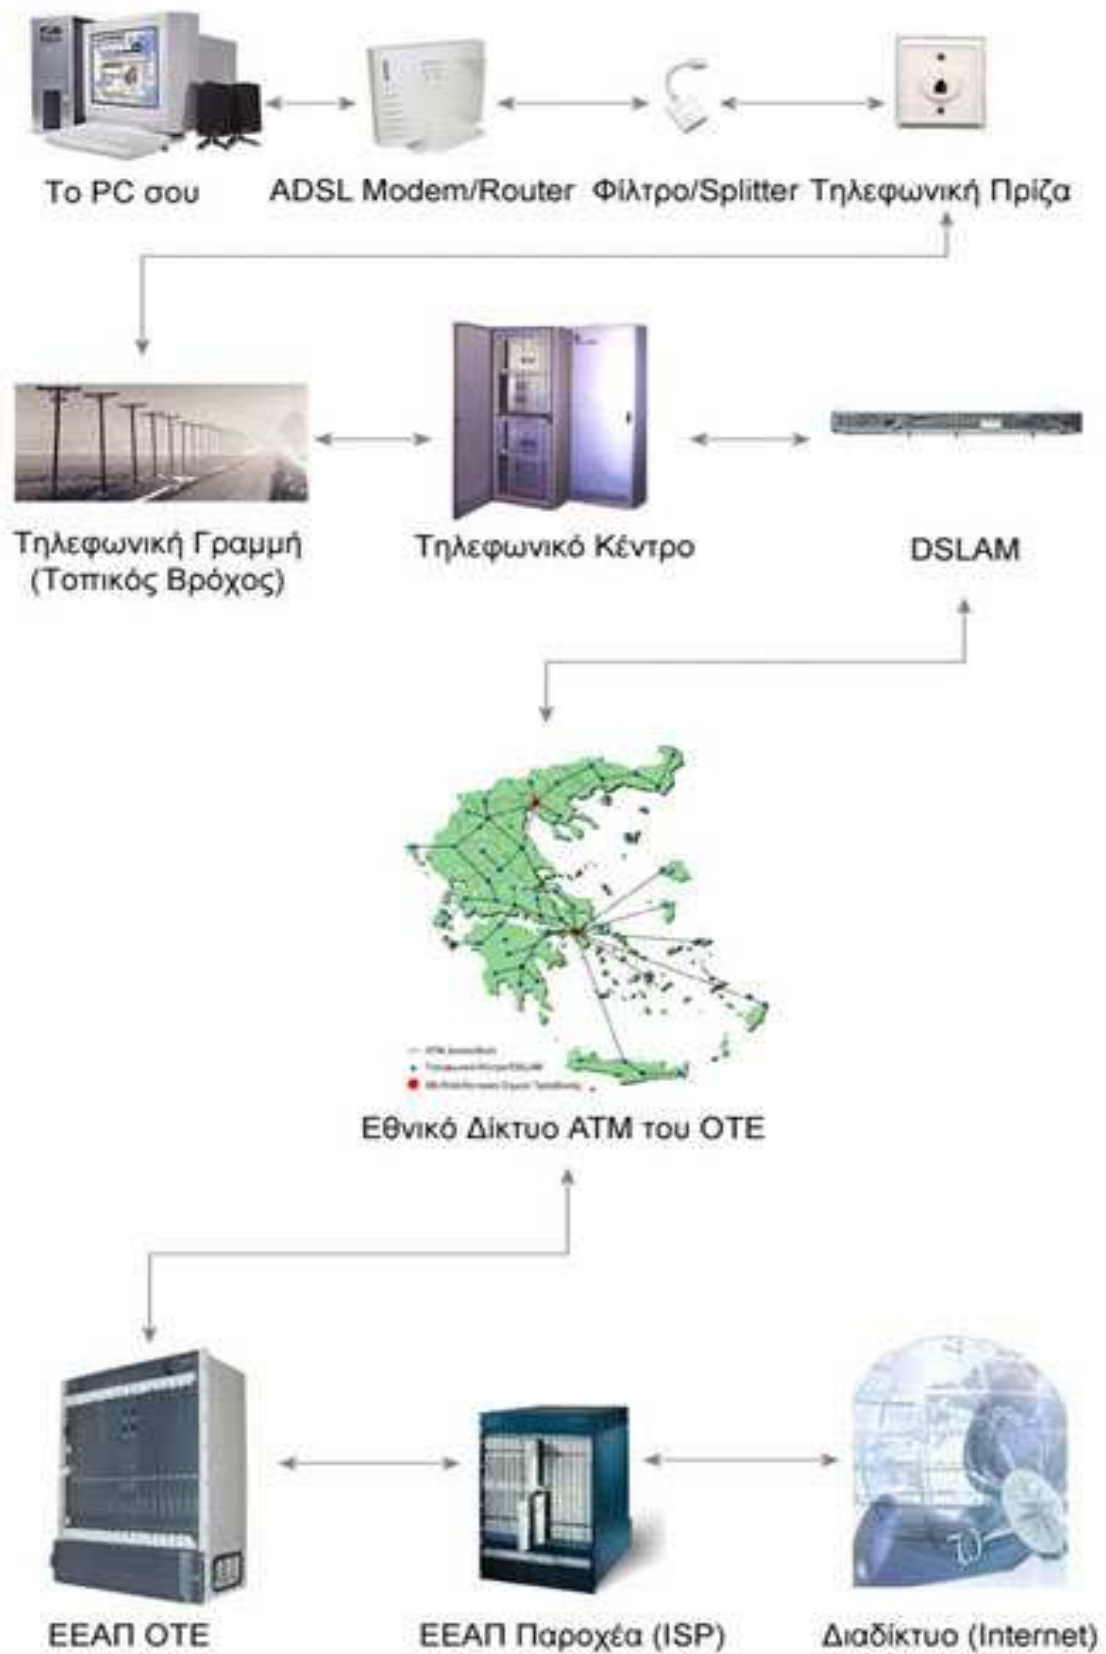 Το PC σου
ADSL Modem/Router
Φίλτρο/Splitter
Τηλεφωνική Πρίζα
Τηλεφωνική Γραμμή
(Τοπικός Βρόχος)
Τηλεφωνικό Κέντρο
DSLAM
Εθνικό Δίκτυο ATM του ΟΤΕ
ΕΕΑΠ ΟΤΕ
ΕΕΑΠ Παροχέα (ISP)
Διαδίκτυο (Internet)